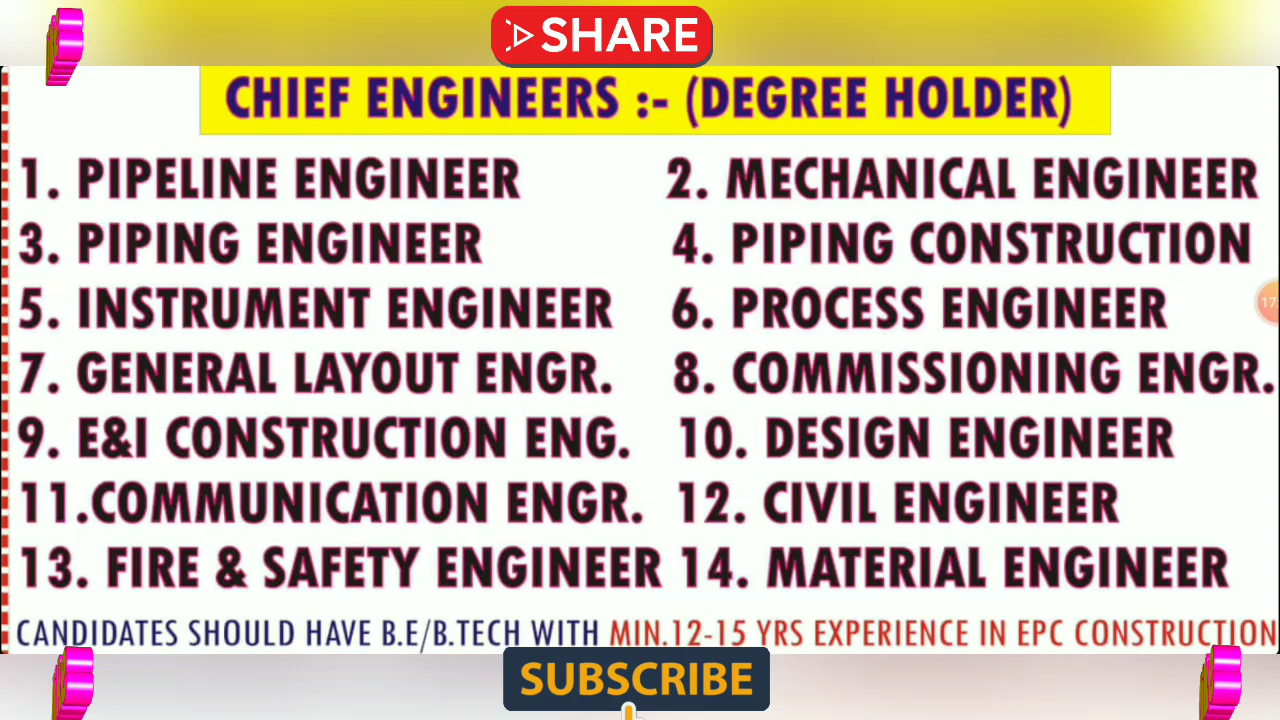 SHARE
CHIEF ENGINEERS :- (DEGREE HOLDER)
1. PIPELINE ENGINEER 2. MECHANICAL ENGINEER
3. PIPING ENGINEER 4. PIPING CONSTRUCTION
5. INSTRUMENT ENGINEER 6. PROCESS ENGINEER
17
7. GENERAL LAYOUT ENGR. 8. COMMISSIONING ENGR.
9. E&I CONSTRUCTION ENG. 10. DESIGN ENGINEER
11.COMMUNICATION ENGR. 12. CIVIL ENGINEER
13. FIRE & SAFETY ENGINEER 14. MATERIAL ENGINEER
CANDIDATES SHOULD HAVE B.E/B.TECH WITH MIN.12-15 YRS EXPERIENCE IN EPC CONSTRUCTION
SUBSCRIBE